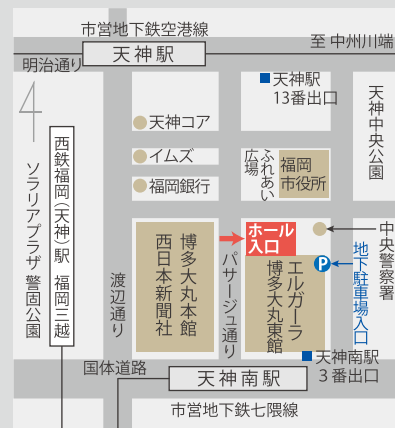 市営地下鉄空港線
天神駅
至 中州川端
明治通り
天神駅
13番出口
天神コア
イムズ
福岡銀行
ふれあい
広場
福岡
市役所
天神中央公園
西鉄福岡(天神)駅 福岡三越
ソラリアプラザ 警固公園
渡辺通り
博多大丸本館
西日本新聞社
パサージュ通り
ホール
入口
エルガーラ
博多大丸東館
中央警察署
P
地下駐車場入口
天神南駅
3番出口
国体道路
天神南駅
市営地下鉄七隈線